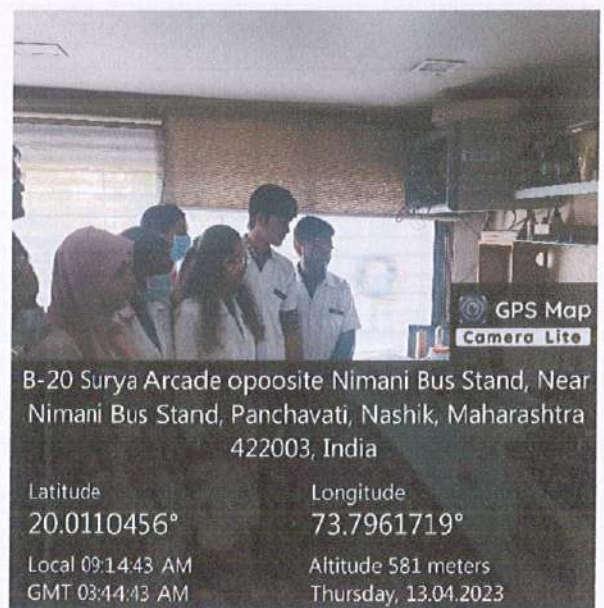 GPS Map
Camera Lite
B-20 Surya Arcade opoosite Nimani Bus Stand, Near
Nimani Bus Stand, Panchavati, Nashik, Maharashtra
422003, India
Latitude
20.0110456°
Longitude
73.7961719°
Local 09:14:43 AM
GMT 03:44:43 AM
Altitude 581 meters
Thursday, 13.04.2023